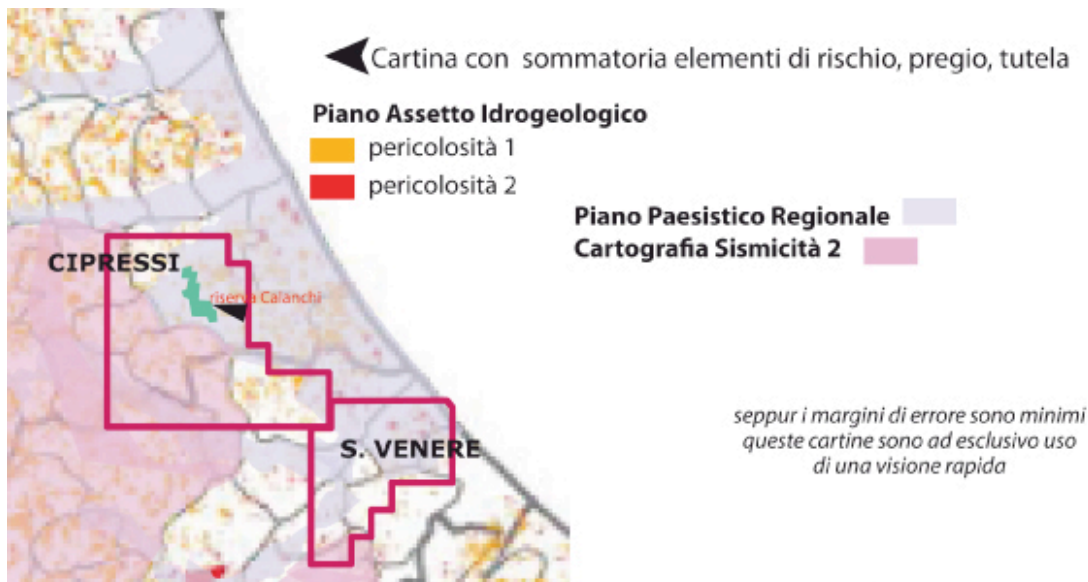 Cartina con sommatoria elementi di rischio, pregio, tutela
Piano Assetto Idrogeologico
pericolosità 1
pericolosità 2
Piano Paesistico Regionale
Cartografia Sismicità 2
CIPRESSI
riserva Calanchi
S. VENERE
seppur i margini di errore sono minimi
queste cartine sono ad esclusivo uso
di una visione rapida